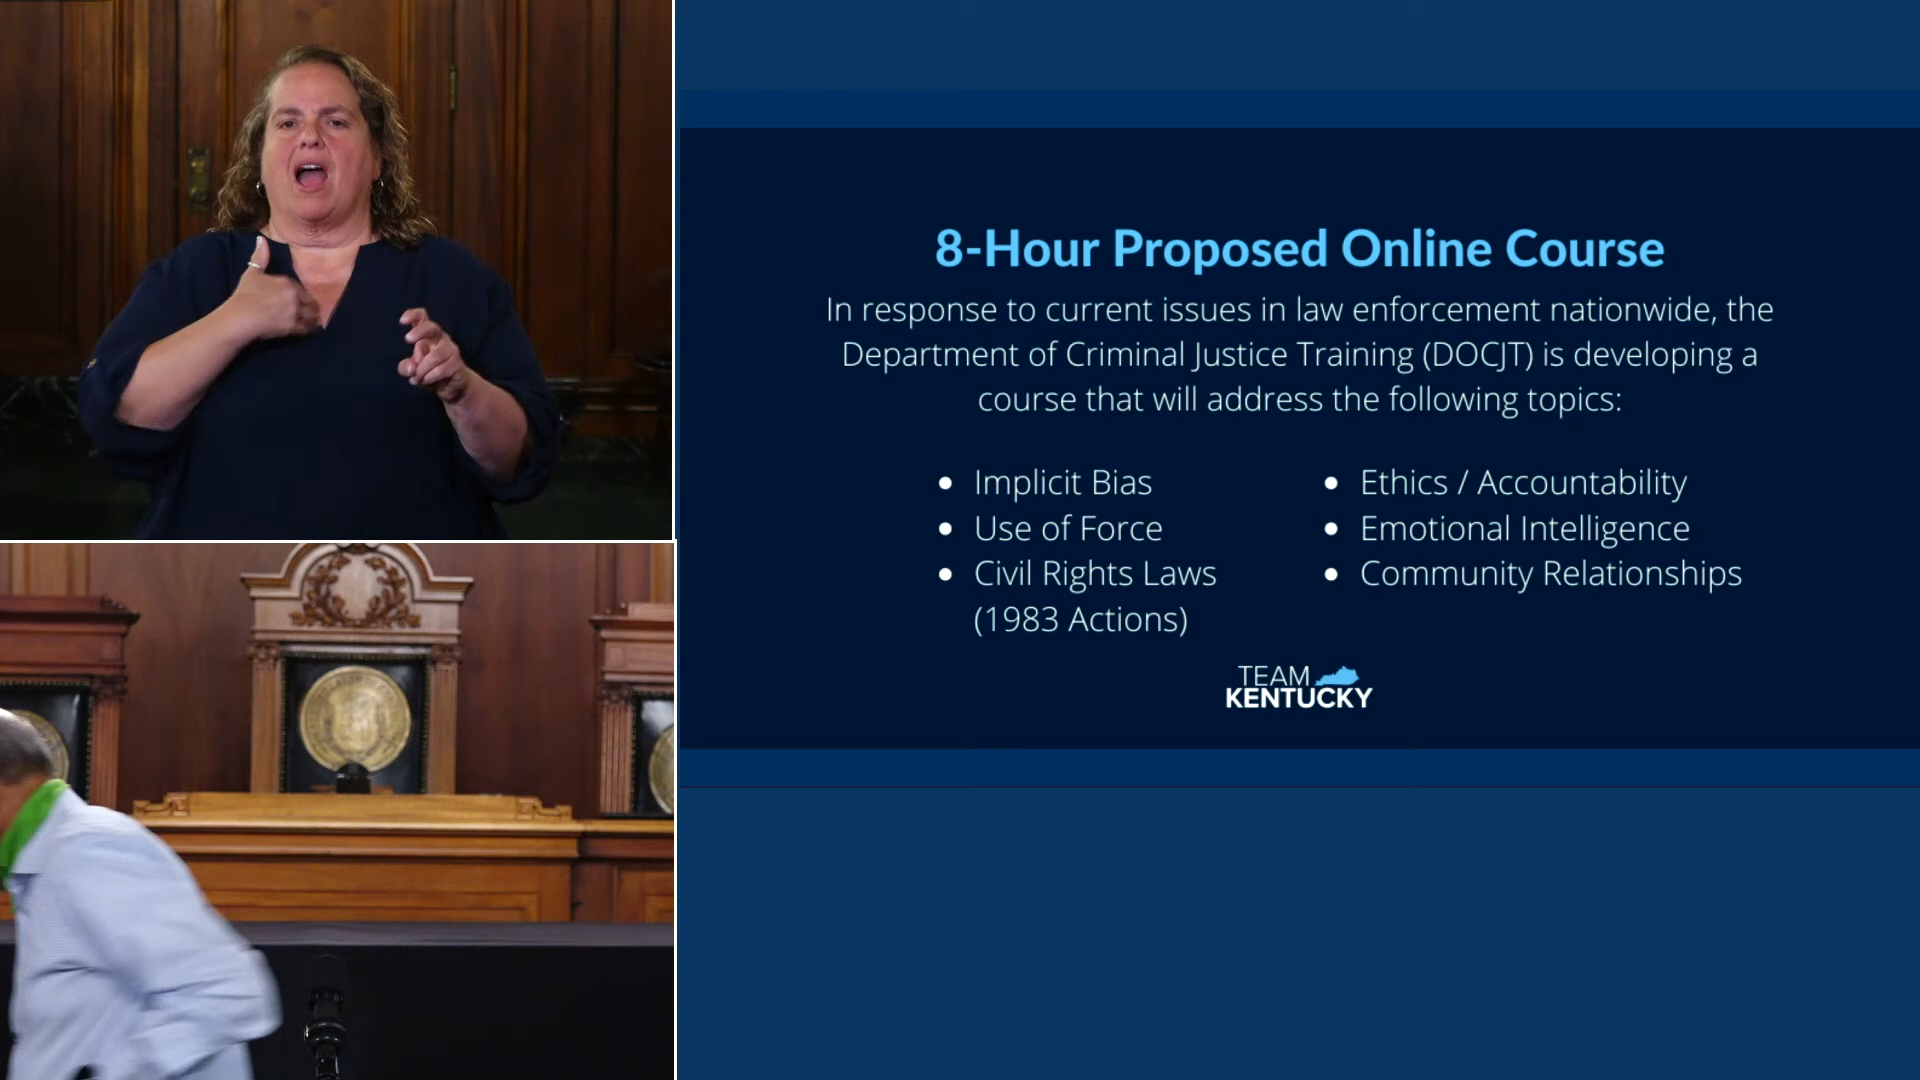 8-Hour Proposed Online Course
In response to current issues in law enforcement nationwide, the
Department of Criminal Justice Training (DOCJT) is developing a
course that will address the following topics:
• Implicit Bias
• Use of Force
• Civil Rights Laws
(1983 Actions)
• Ethics / Accountability
• Emotional Intelligence
• Community Relationships
TEAM
KENTUCKY